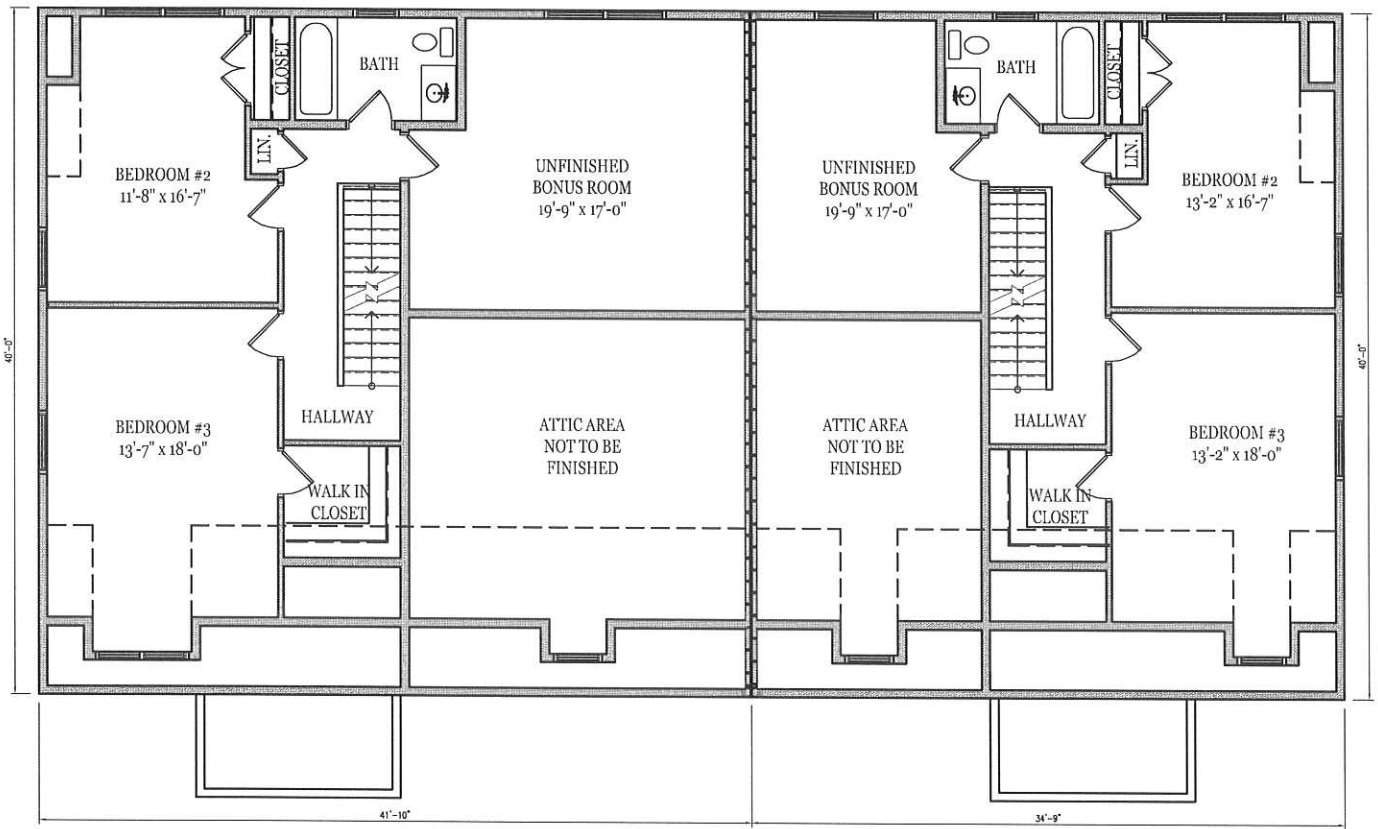 CLOSET
BATH
LIN.
BEDROOM #2
11'-8" x 16'-7"
UNFINISHED
BONUS ROOM
19'-9" x 17'-0"
UNFINISHED
BONUS ROOM
19'-9" x 17'-0"
BATH
CLOSET
LIN.
BEDROOM #2
13'-2" x 16'-7"
40'-0"
40'-0"
BEDROOM #3
13'-7" x 18'-0"
HALLWAY
ATTIC AREA
NOT TO BE
FINISHED
ATTIC AREA
NOT TO BE
FINISHED
HALLWAY
BEDROOM #3
13'-2" x 18'-0"
WALK IN
CLOSET
WALK IN
CLOSET
41'-10"
34'-9"